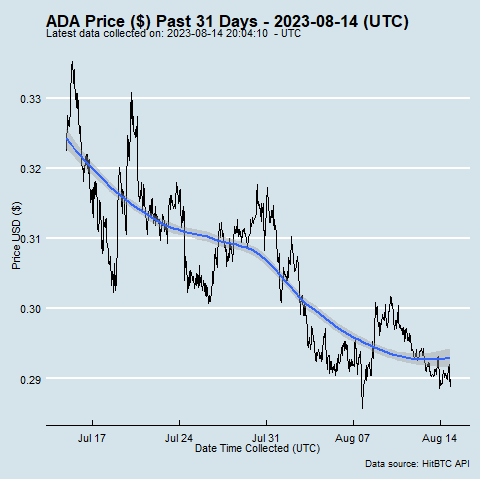 ADA Price ($) Past 31 Days - 2023-08-14 (UTC)
Latest data collected on: 2023-08-14 20:04:10 - UTC
Price USD ($)
0.33
0.32
0.31
0.30
0.29
Jul 17
Jul 24
Jul 31
Aug 07
Aug 14
Date Time Collected (UTC)
Data source: HitBTC API